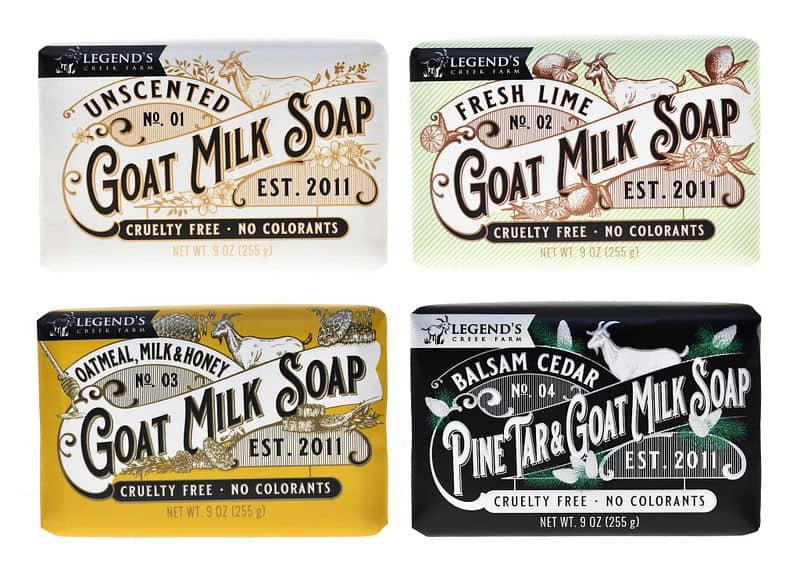 LEGEND'S
CREEK FARM
UNSCENTED
No. 01
GOAT MILK SOAP
EST. 2011
CRUELTY FREE · NO COLORANTS
NET WT. 9 OZ (255 g)
LEGEND'S
CREEK FARM
FRESH LIME
No. 02
GOAT MILK SOAP
EST. 2011
CRUELTY FREE · NO COLORANTS
NET WT. 9 OZ (255 g)
LEGEND'S
CREEK FARM
OATMEAL, MILK & HONEY
No. 03
GOAT MILK SOAP
EST. 2011
CRUELTY FREE · NO COLORANTS
NET WT. 9 OZ (255 g)
LEGEND'S
CREEK FARM
BALSAM CEDAR
No. 04
PINE TAR & GOAT MILK SOAP
EST. 2011
CRUELTY FREE · NO COLORANTS
NET WT. 9 OZ (255 g)